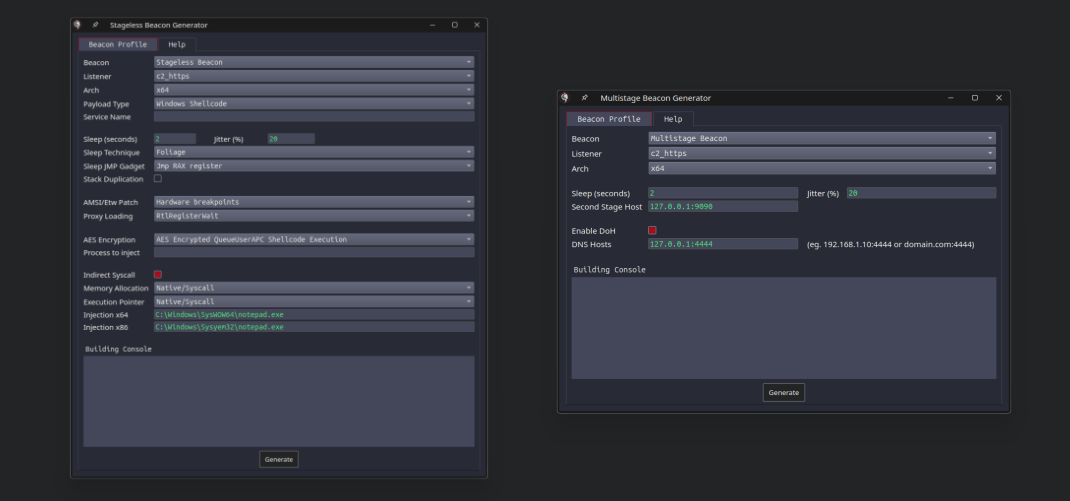 Stageless Beacon Generator
Beacon Profile Help
Beacon Stageless Beacon
Listener c2_https
Arch x64
Payload Type Windows Shellcode
Service Name
Sleep (seconds) 2 Jitter (%) 20
Sleep Technique Foliage
Sleep JMP Gadget Jmp RAX register
Stack Duplication
AMSI/Etw Patch Hardware breakpoints
Proxy Loading RtlRegisterWait
AES Encryption AES Encrypted QueueUserAPC Shellcode Execution
Process to inject
Indirect Syscall
Memory Allocation Native/Syscall
Execution Pointer Native/Syscall
Injection x64 C:\Windows\SysWOW64\notepad.exe
Injection x86 C:\Windows\Sysyem32\notepad.exe
Building Console
Generate
Multistage Beacon Generator
Beacon Profile Help
Beacon Multistage Beacon
Listener c2_https
Arch x64
Sleep (seconds) 2 Jitter (%) 20
Second Stage Host 127.0.0.1:9090
Enable DoH
DNS Hosts 127.0.0.1:4444 (eg. 192.168.1.10:4444 or domain.com:4444)
Building Console
Generate